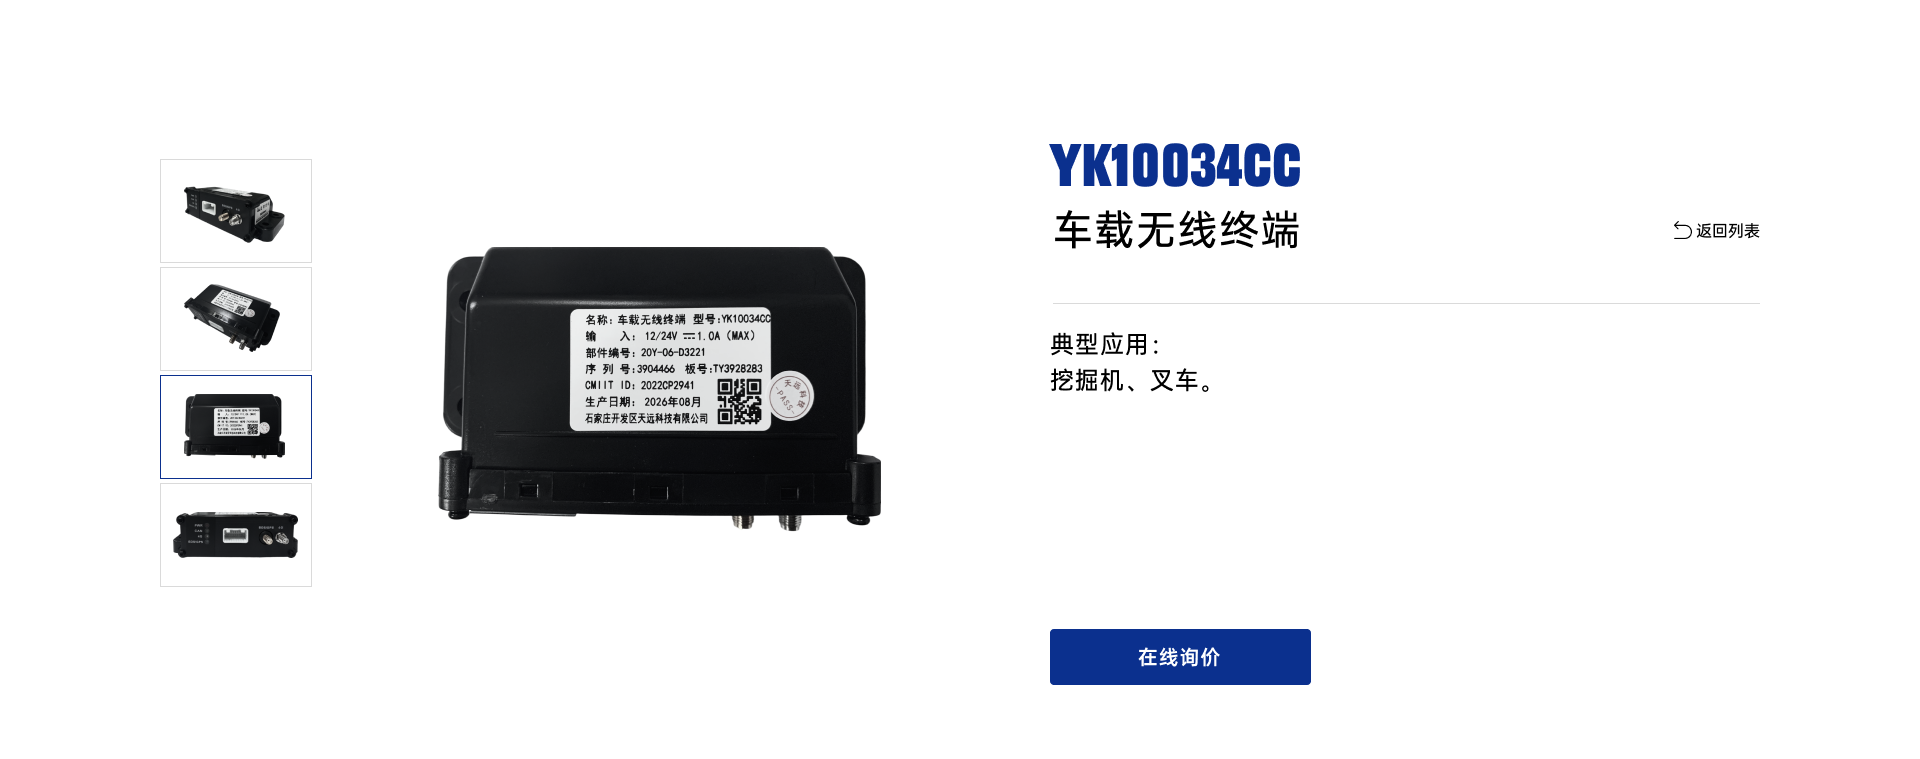 YK10034CC
车载无线终端
返回列表
典型应用：
挖掘机、叉车。
在线询价
名称：车载无线终端 型号：YK10034CC
输 入：12/24V ⎓1.0A（MAX）
部件编号：20Y-06-D3221
序 列 号：3904466 板号：TY3928283
CMIIT ID：2022CP2941
生产日期：2026年08月
石家庄开发区天远科技有限公司
天远科技
-PASS-